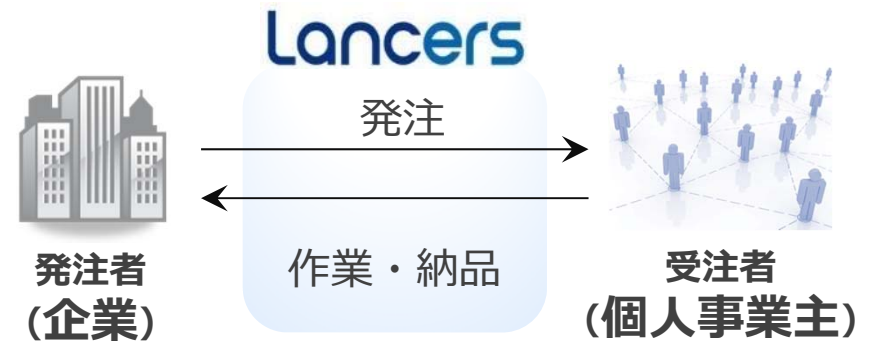 Lancers
発注
作業・納品
発注者
(企業)
受注者
(個人事業主)